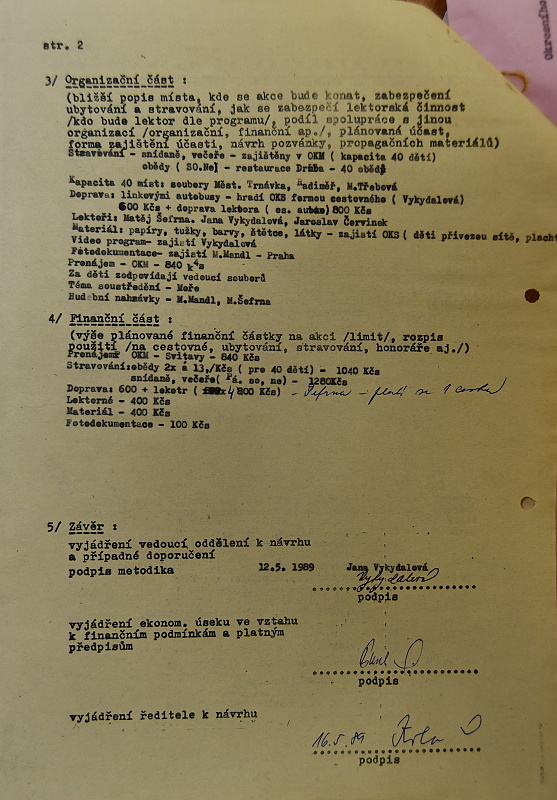 Okresního
str. 2
3/ Organizační část :
(bližší popis místa, kde se akce bude konat, zabezpečení
ubytování a stravování, jak se zabezpečí lektorská činnost
/kdo bude lektor dle programu/, podíl spolupráce s jinou
organizací /organizační, finanční ap./, plánovaná účast,
forma zajištění účasti, návrh pozvánky, propagačních materiálů)
Stravování - snídaně, večeře - zajištěny v OKM ( kapacita 40 dětí)
obědy ( SO.Ne) - restaurace Družba - 40 obědů
Kapacita 40 míst: soubory Měst. Trnávka, Radiměř, M.Třebová
Doprava: linkovými autobusy - hradí OKS formou cestovného ( Vykydalová)
600 Kčs + doprava lektora ( os. autem) 800 Kčs
Lektoři: Matěj Šefrna. Jana Vykydalová, Jaroslav Červinek
Materiál: papíry, tužky, barvy, štětce, látky - zajistí OKS ( děti přivezou sítě, plach
Video program- zajistí Vykydalová
Fotodokumentace- zajistí M.Mandl - Praha
Pronájem - OKM - 840 kčs
Za děti zodpovídají vedoucí souborů
Téma soustředění - Moře
Hudební nahrávky - M.Mandl, M.Šefrna
4/ Finanční část :
(výše plánované finanční částky na akci /limit/, rozpis
použití /na cestovné, ubytování, stravování, honoráře aj./)
Pronájem OKM - Svitavy - 840 Kčs
Stravování:obědy 2x á 13,/Kčs ( pro 40 dětí) - 1040 Kčs
snídaně, večeře( Pá. so, ne) - 1280Kčs
Doprava: 600 + lektor ( 800 Kčs) - Šefrna - platí se 1 cesta
Lektorné - 400 Kčs
Materiál - 400 Kčs
Fotodokumentace - 100 Kčs
5/ Závěr :
vyjádření vedoucí oddělení k návrhu
a případné doporučení
podpis metodika 12.5. 1989 Jana Vykydalová
Vykydalová
podpis
vyjádření ekonom. úseku ve vztahu
k finančním podmínkám a platným
předpisům
podpis
vyjádření ředitele k návrhu
16.5.89
podpis